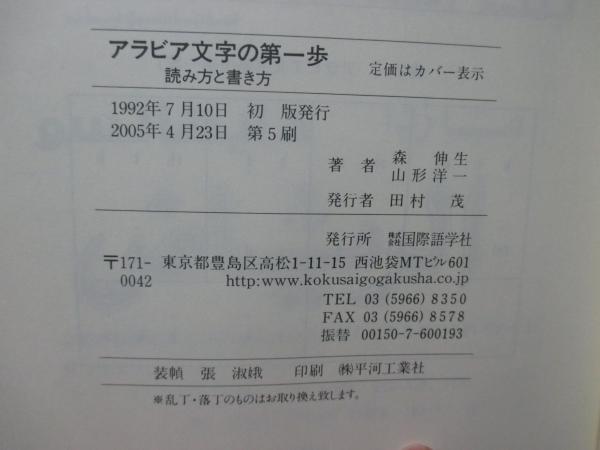 アラビア文字の第一歩
読み方と書き方
定価はカバー表示
1992年7月10日 初 版発行
2005年4月23日 第5刷
著 者 森 伸生
山形洋一
発行者 田村 茂
発行所 株式会社国際語学社
〒171-0042 東京都豊島区高松1-11-15 西池袋MTビル601
http:www.kokusaigogakusha.co.jp
TEL 03 (5966) 8350
FAX 03 (5966) 8578
振替 00150-7-600193
装幀 張 淑娥 印刷 ㈱平河工業社
※乱丁・落丁のものはお取り換え致します。